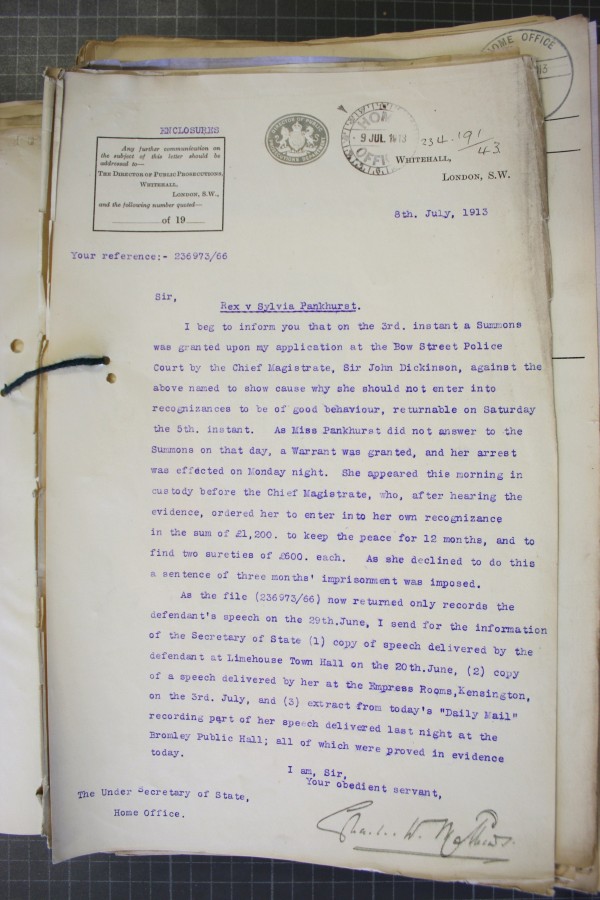 HOME OFFICE
ENCLOSURES
Any further communication on
the subject of this letter should be
addressed to—
THE DIRECTOR OF PUBLIC PROSECUTIONS,
WHITEHALL,
LONDON, S.W.,
and the following number quoted—
of 19
HOME
9 JUL. 1913
OFFICE
234.191/43
WHITEHALL,
LONDON, S.W.
8th. July, 1913
Your reference:- 236973/66
Sir,
Rex v Sylvia Pankhurst.
I beg to inform you that on the 3rd. instant a Summons
was granted upon my application at the Bow Street Police
Court by the Chief Magistrate, Sir John Dickinson, against the
above named to show cause why she should not enter into
recognizances to be of good behaviour, returnable on Saturday
the 5th. instant. As Miss Pankhurst did not answer to the
Summons on that day, a Warrant was granted, and her arrest
was effected on Monday night. She appeared this morning in
custody before the Chief Magistrate, who, after hearing the
evidence, ordered her to enter into her own recognizance
in the sum of £1,200. to keep the peace for 12 months, and to
find two sureties of £600. each. As she declined to do this
a sentence of three months' imprisonment was imposed.
As the file (236973/66) now returned only records the
defendant's speech on the 29th.June, I send for the information
of the Secretary of State (1) copy of speech delivered by the
defendant at Limehouse Town Hall on the 20th.June, (2) copy
of a speech delivered by her at the Empress Rooms,Kensington,
on the 3rd. July, and (3) extract from today's "Daily Mail"
recording part of her speech delivered last night at the
Bromley Public Hall; all of which were proved in evidence
today.
I am, Sir,
Your obedient servant,
The Under Secretary of State,
Home Office.
Charles W. Mathews.